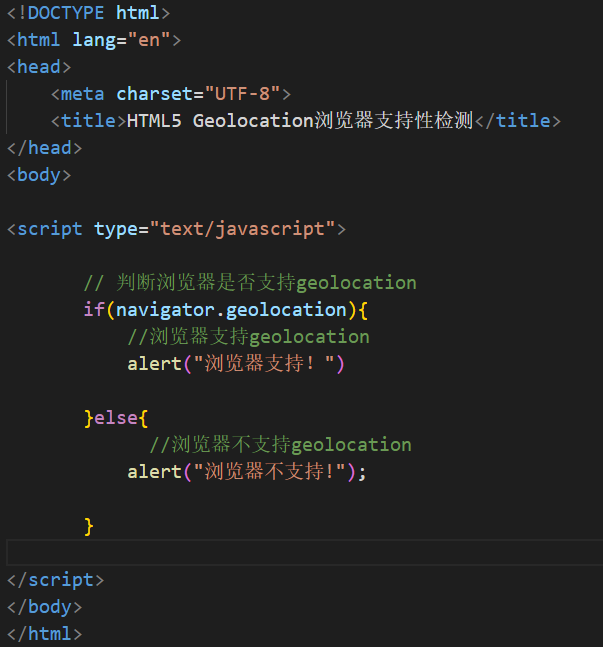 <!DOCTYPE html>
<html lang="en">
<head>
    <meta charset="UTF-8">
    <title>HTML5 Geolocation浏览器支持性检测</title>
</head>
<body>

<script type="text/javascript">

       // 判断浏览器是否支持geolocation
       if(navigator.geolocation){
           //浏览器支持geolocation
           alert("浏览器支持！")

       }else{
             //浏览器不支持geolocation
           alert("浏览器不支持!");

       }

</script>
</body>
</html>